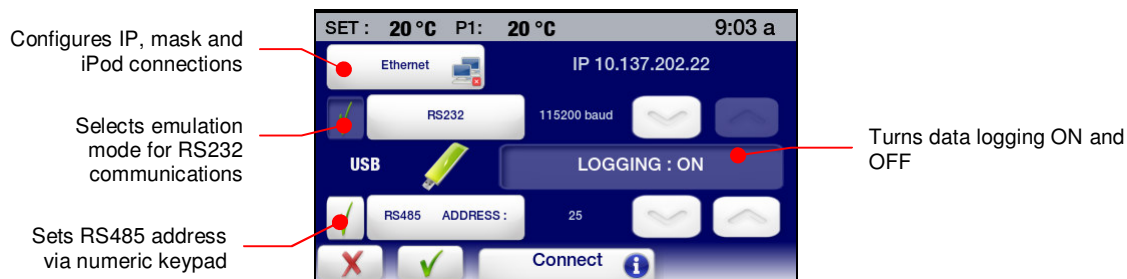 SET : 20 °C P1: 20 °C 9:03 a
Configures IP, mask and
iPod connections
Ethernet
IP 10.137.202.22
Selects emulation
mode for RS232
communications
RS232
115200 baud
USB
LOGGING : ON
Turns data logging ON and
OFF
Sets RS485 address
via numeric keypad
RS485 ADDRESS :
25
Connect